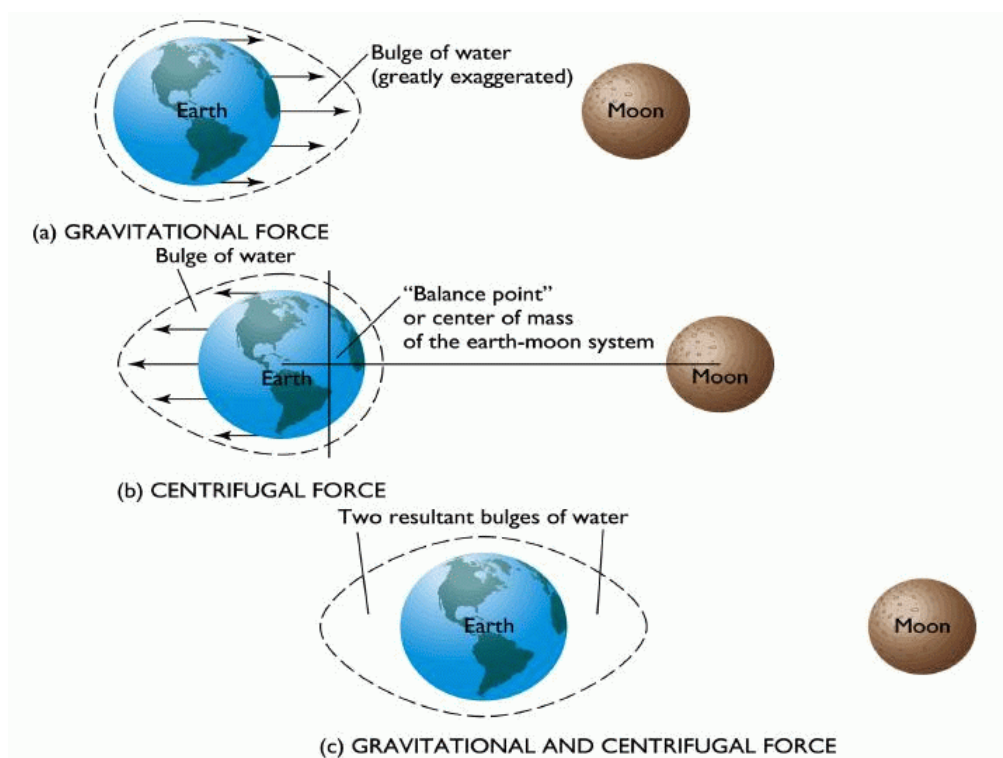 Bulge of water
(greatly exaggerated)
Earth
Moon
(a) GRAVITATIONAL FORCE
Bulge of water
“Balance point”
or center of mass
of the earth-moon system
Earth
Moon
(b) CENTRIFUGAL FORCE
Two resultant bulges of water
Earth
Moon
(c) GRAVITATIONAL AND CENTRIFUGAL FORCE